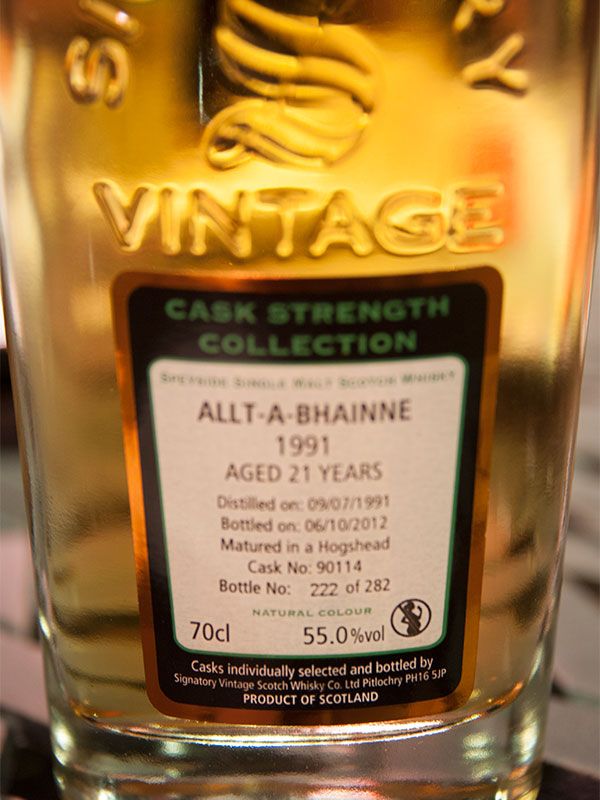 VINTAGE
CASK STRENGTH
COLLECTION
SPEYSIDE SINGLE MALT SCOTCH WHISKY
ALLT-A-BHAINNE
1991
AGED 21 YEARS
Distilled on: 09/07/1991
Bottled on: 06/10/2012
Matured in a Hogshead
Cask No: 90114
Bottle No: 222 of 282
NATURAL COLOUR
70cl 55.0%vol
Casks individually selected and bottled by
Signatory Vintage Scotch Whisky Co. Ltd Pitlochry PH16 5JP
PRODUCT OF SCOTLAND